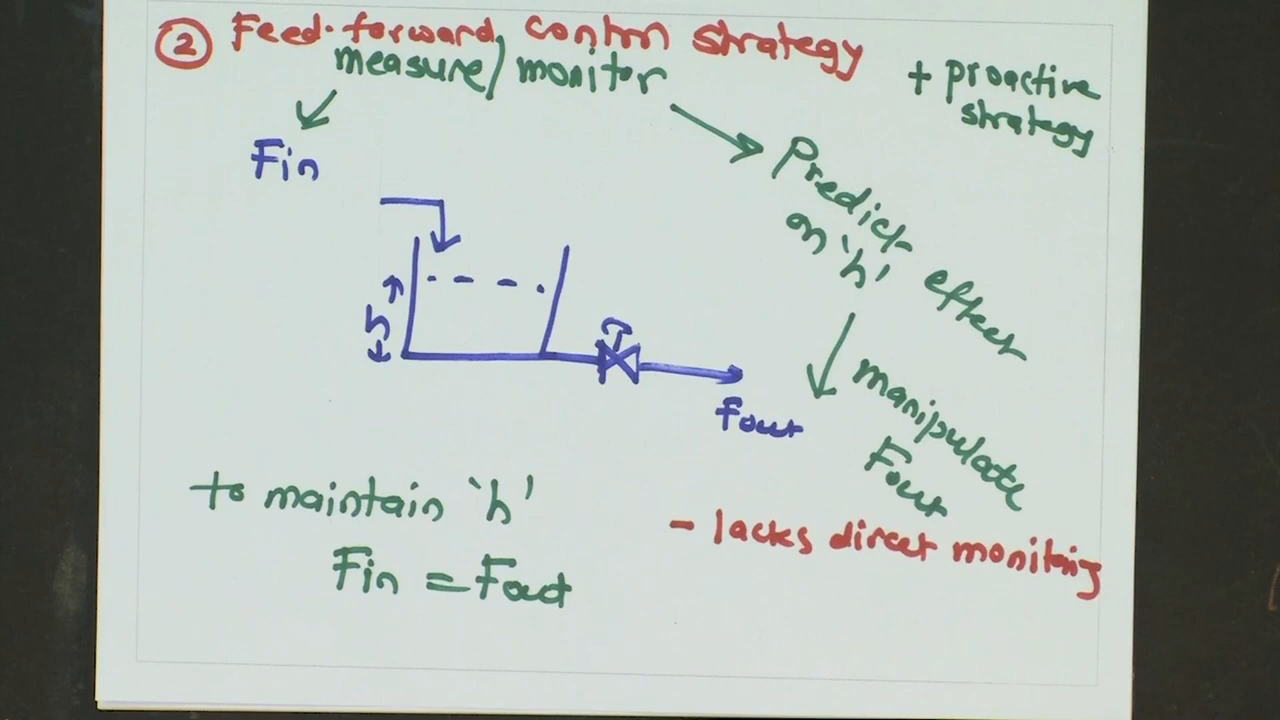 ② Feed-forward contrn strategy
measure/monitor
+ Proactive
strategy
Fin
Predict effect
on 'h'
h
manipulate
Fout
fout
to maintain 'h'
Fin = Fout
- lacks direct monitoring